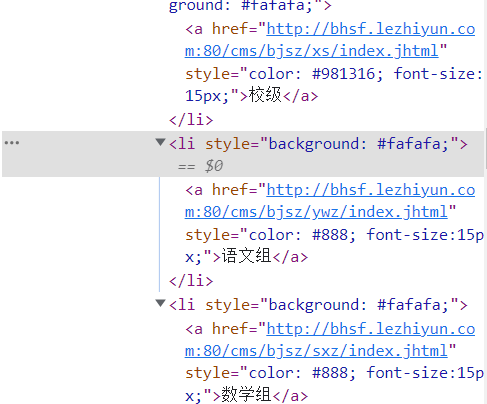 ground: #fafafa;">
<a href="http://bhsf.lezhiyun.co
m:80/cms/bjsz/xs/index.jhtml"
style="color: #981316; font-size:
15px;">校级</a>
</li>
<li style="background: #fafafa;">
== $0
<a href="http://bhsf.lezhiyun.co
m:80/cms/bjsz/ywz/index.jhtml"
style="color: #888; font-size:15p
x;">语文组</a>
</li>
<li style="background: #fafafa;">
<a href="http://bhsf.lezhiyun.co
m:80/cms/bjsz/sxz/index.jhtml"
style="color: #888; font-size:15p
x;">数学组</a>